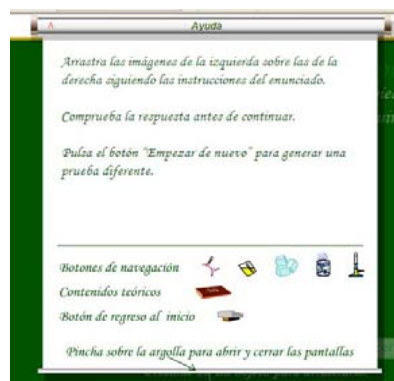 Ayuda
Arrastra las imágenes de la izquierda sobre las de la
derecha siguiendo las instrucciones del enunciado.
Comprueba la respuesta antes de continuar.
Pulsa el botón "Empezar de nuevo" para generar una
prueba diferente.
Botones de navegación
Contenidos teóricos
Botón de regreso al inicio
Pincha sobre la argolla para abrir y cerrar las pantallas